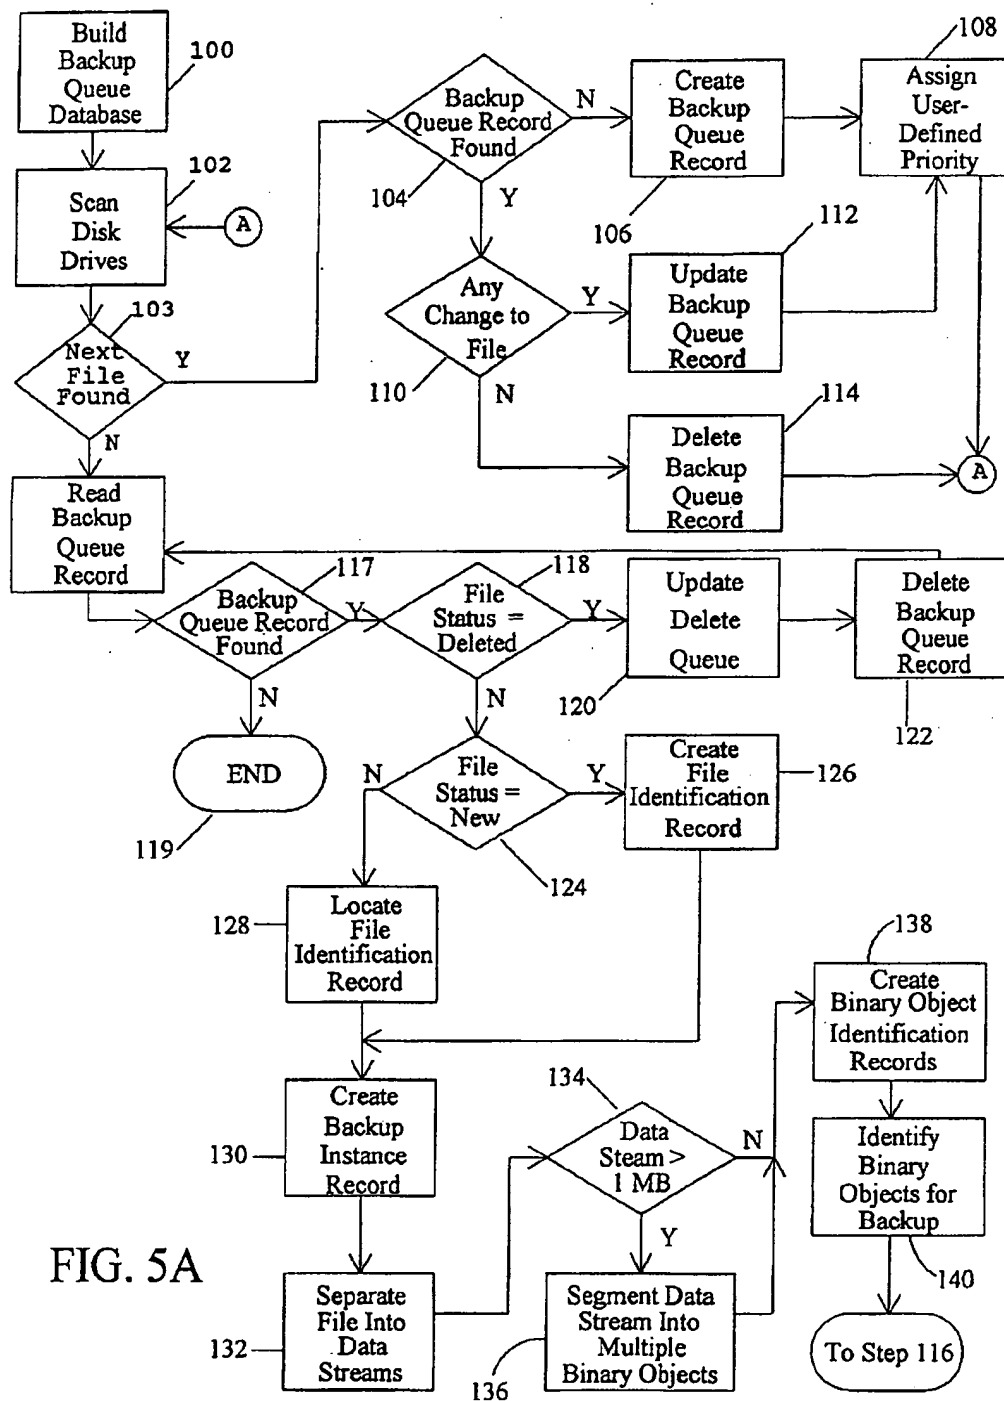 Build
Backup
Queue
Database
100
Scan
Disk
Drives
102
A
103
Next
File
Found
Y
N
Backup
Queue Record
Found
104
N
Y
Create
Backup
Queue
Record
106
108
Assign
User-
Defined
Priority
Any
Change to
File
110
Y
N
112
Update
Backup
Queue
Record
114
Delete
Backup
Queue
Record
A
Read
Backup
Queue
Record
117
Backup
Queue Record
Found
Y
N
END
119
118
File
Status =
Deleted
Y
N
Update
Delete
Queue
120
Delete
Backup
Queue
Record
122
File
Status =
New
124
N
Y
Create
File
Identification
Record
126
128
Locate
File
Identification
Record
130
Create
Backup
Instance
Record
132
Separate
File Into
Data
Streams
134
Data
Steam >
1 MB
N
Y
136
Segment Data
Stream Into
Multiple
Binary Objects
138
Create
Binary Object
Identification
Records
Identify
Binary
Objects for
Backup
140
To Step 116
FIG. 5A